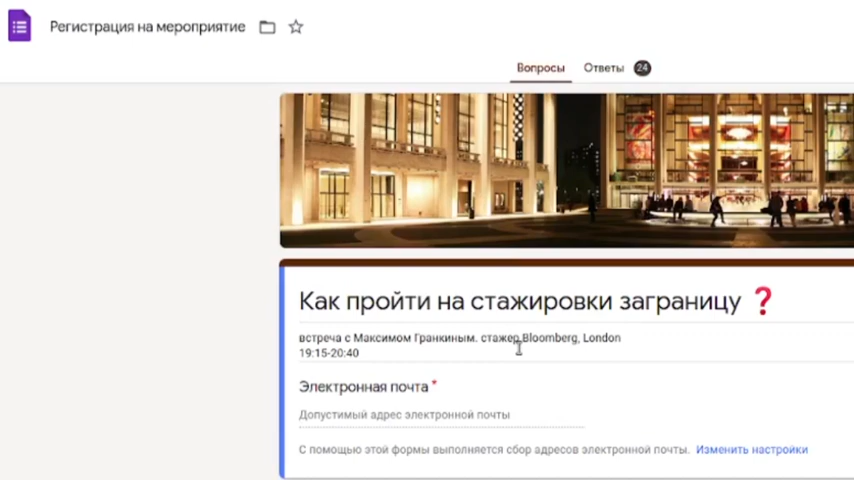 Регистрация на мероприятие
Вопросы Ответы 24
Как пройти на стажировки заграницу ❓
встреча с Максимом Гранкиным. стажер Bloomberg, London
19:15-20:40
Электронная почта *
Допустимый адрес электронной почты
С помощью этой формы выполняется сбор адресов электронной почты. Изменить настройки